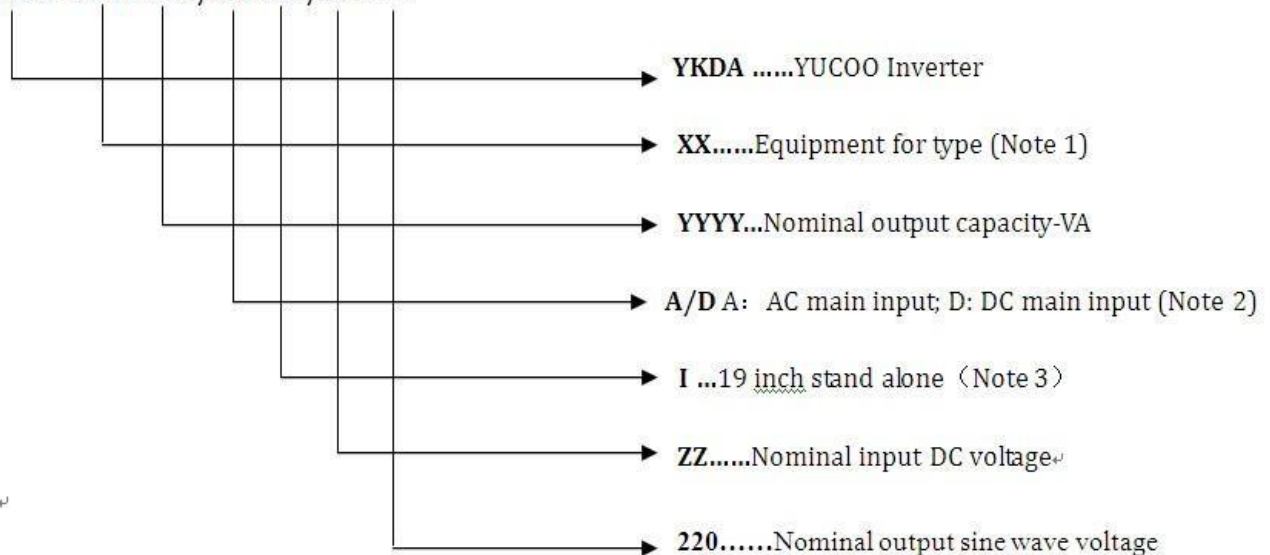 YKDA ......YUCOO Inverter
XX......Equipment for type (Note 1)
YYYY...Nominal output capacity-VA
A/D A：AC main input; D: DC main input (Note 2)
I ...19 inch stand alone（Note 3）
ZZ......Nominal input DC voltage↵
↵
220......Nominal output sine wave voltage